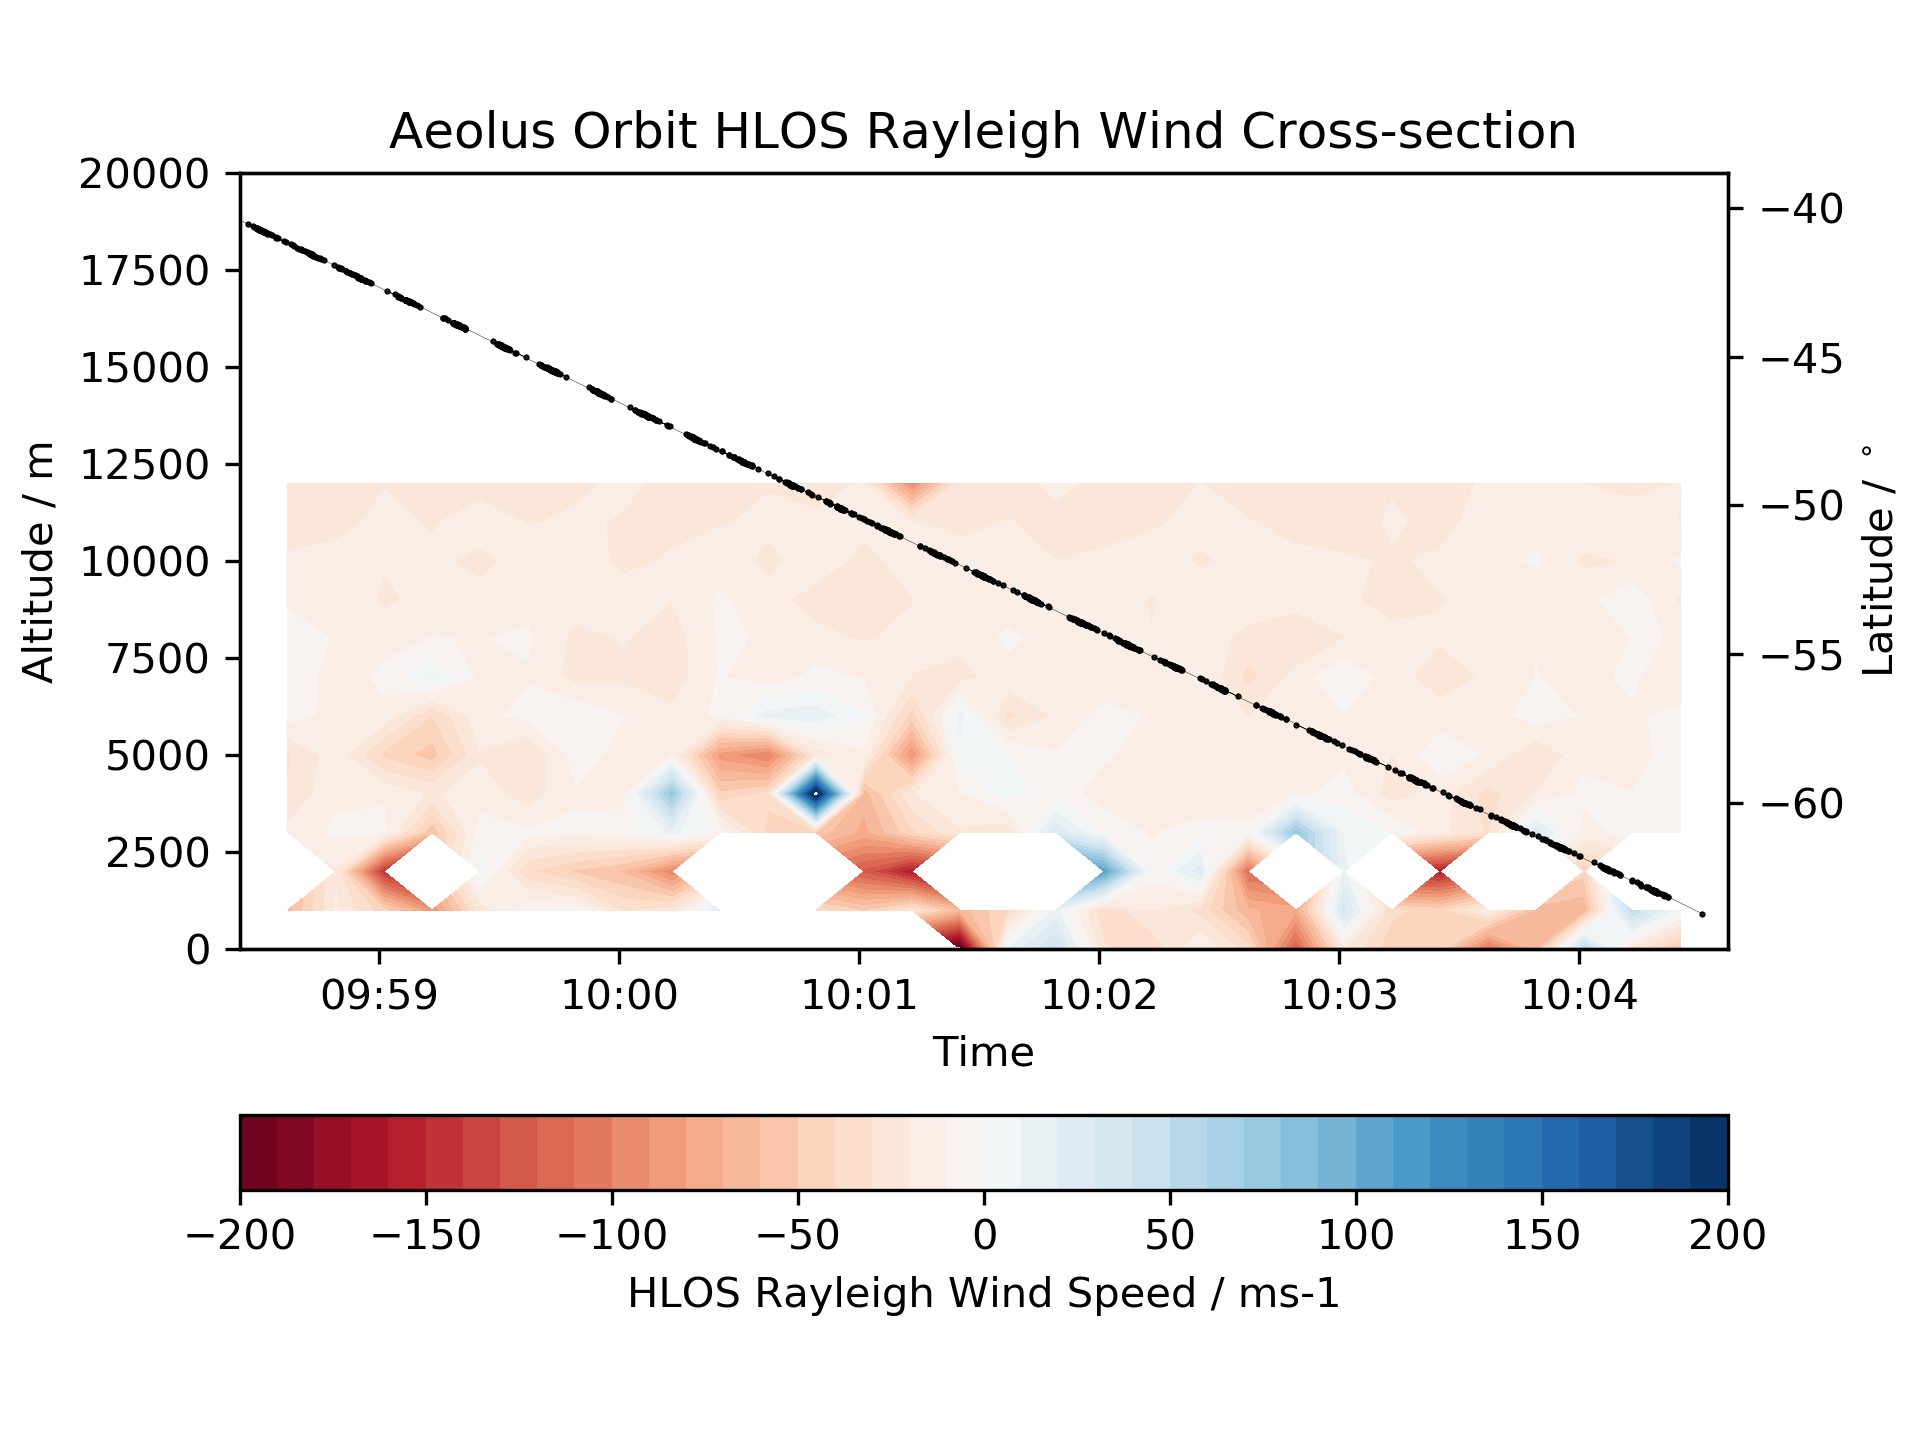 Aeolus Orbit HLOS Rayleigh Wind Cross-section
20000
17500
15000
12500
10000
7500
5000
2500
0
Altitude / m
−40
−45
−50
−55
−60
Latitude / °
09:59 10:00 10:01 10:02 10:03 10:04
Time
−200 −150 −100 −50 0 50 100 150 200
HLOS Rayleigh Wind Speed / ms-1